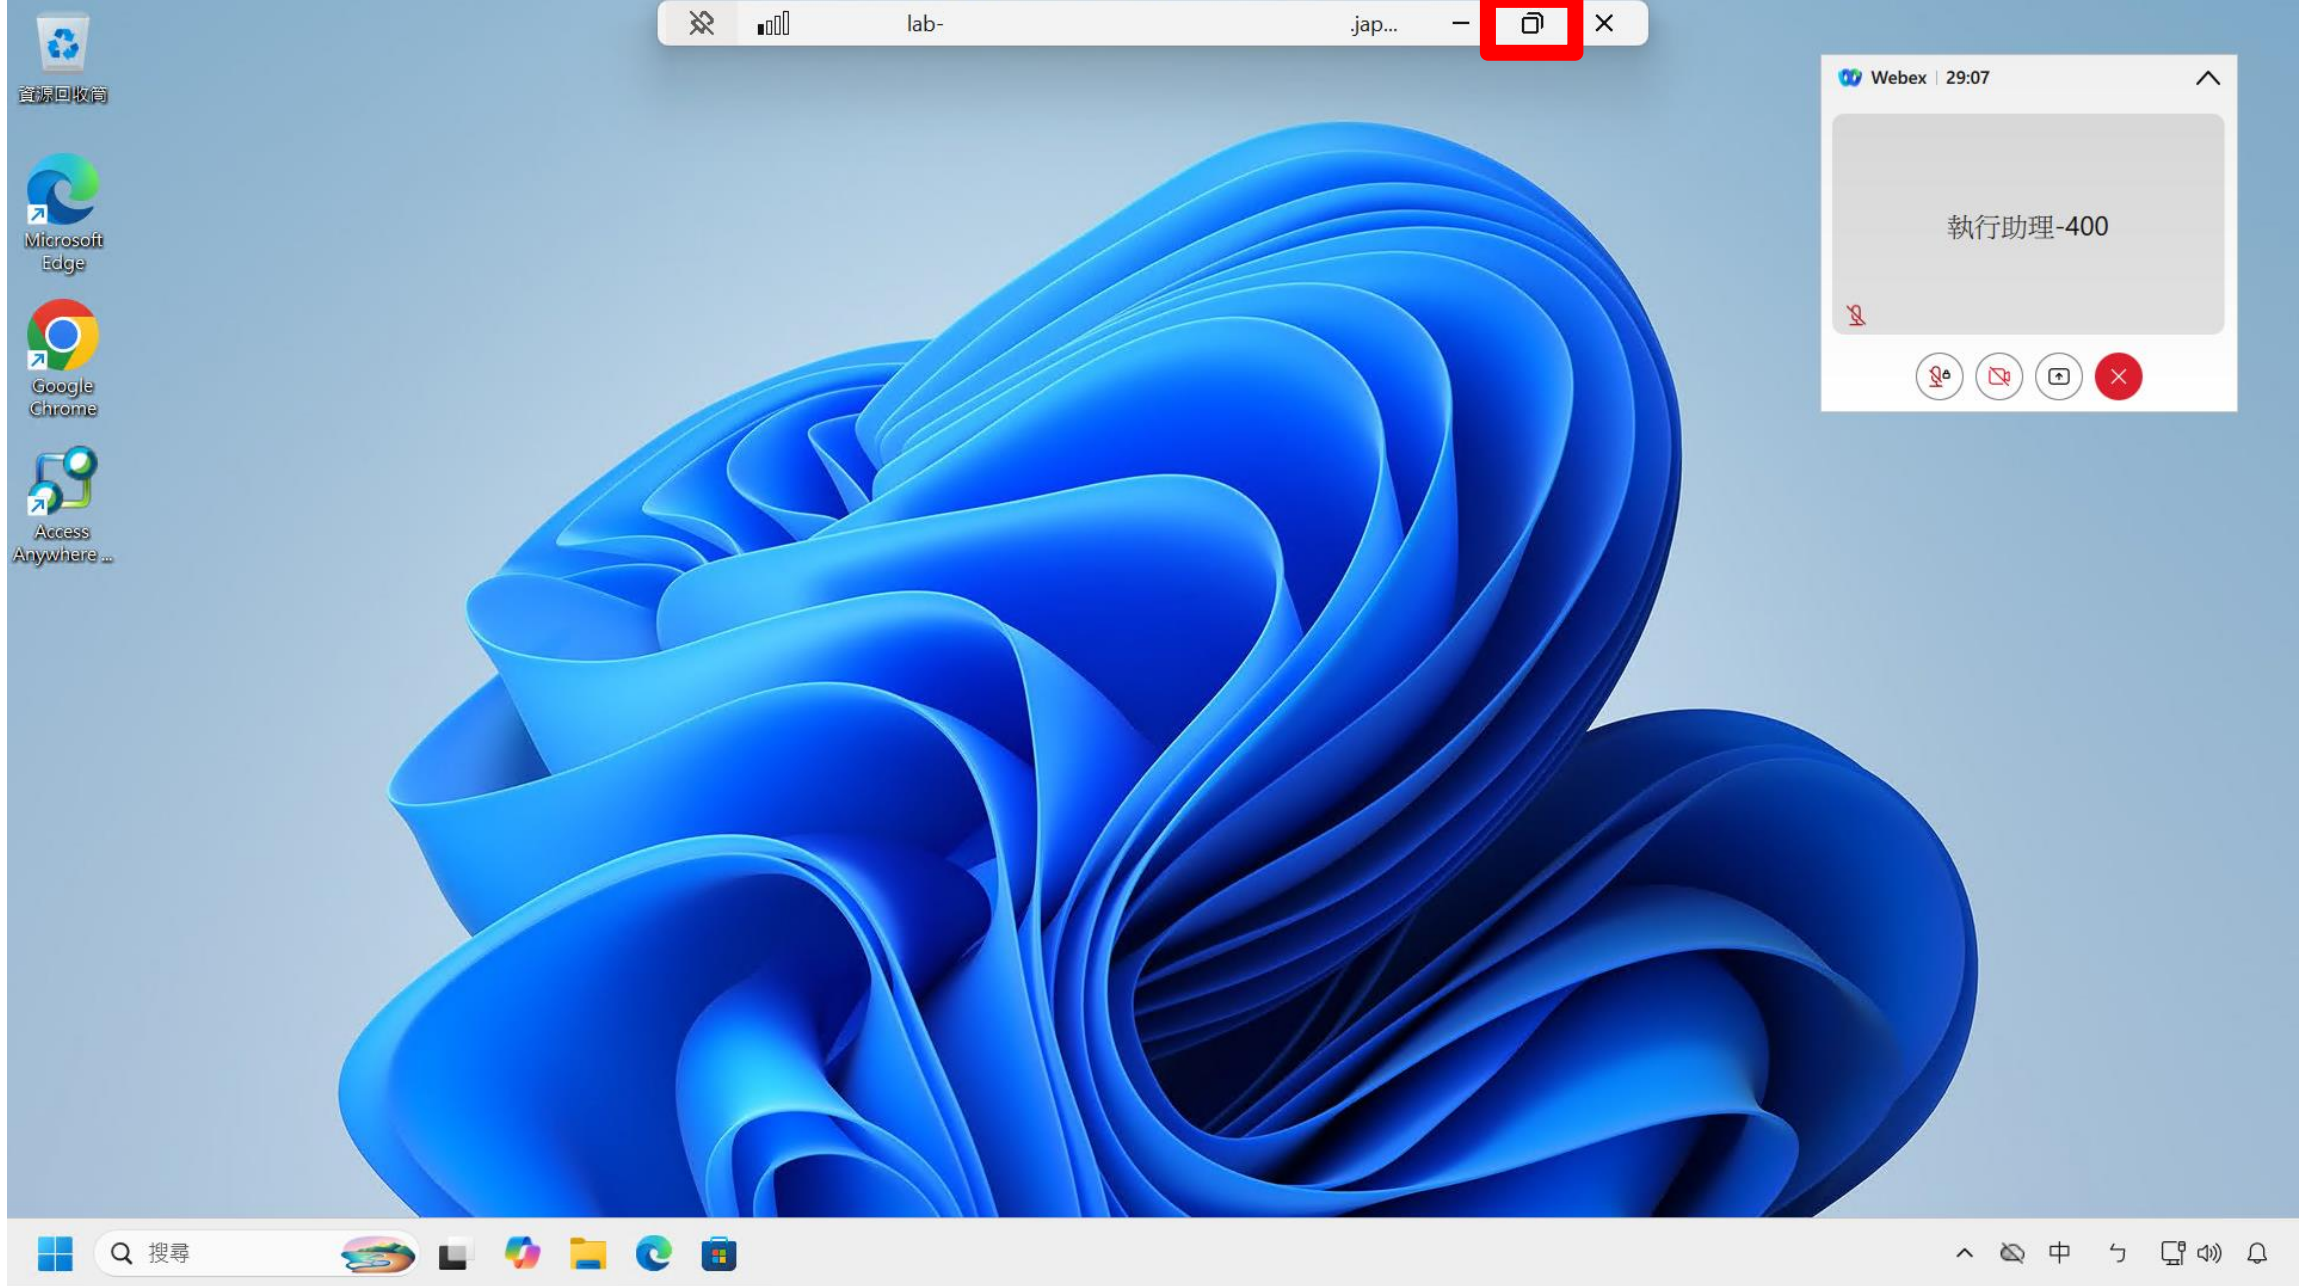 lab-
.jap...
資源回收筒
Microsoft
Edge
Google
Chrome
Access
Anywhere ...
Webex | 29:07
執行助理-400
搜尋
中
ㄅ